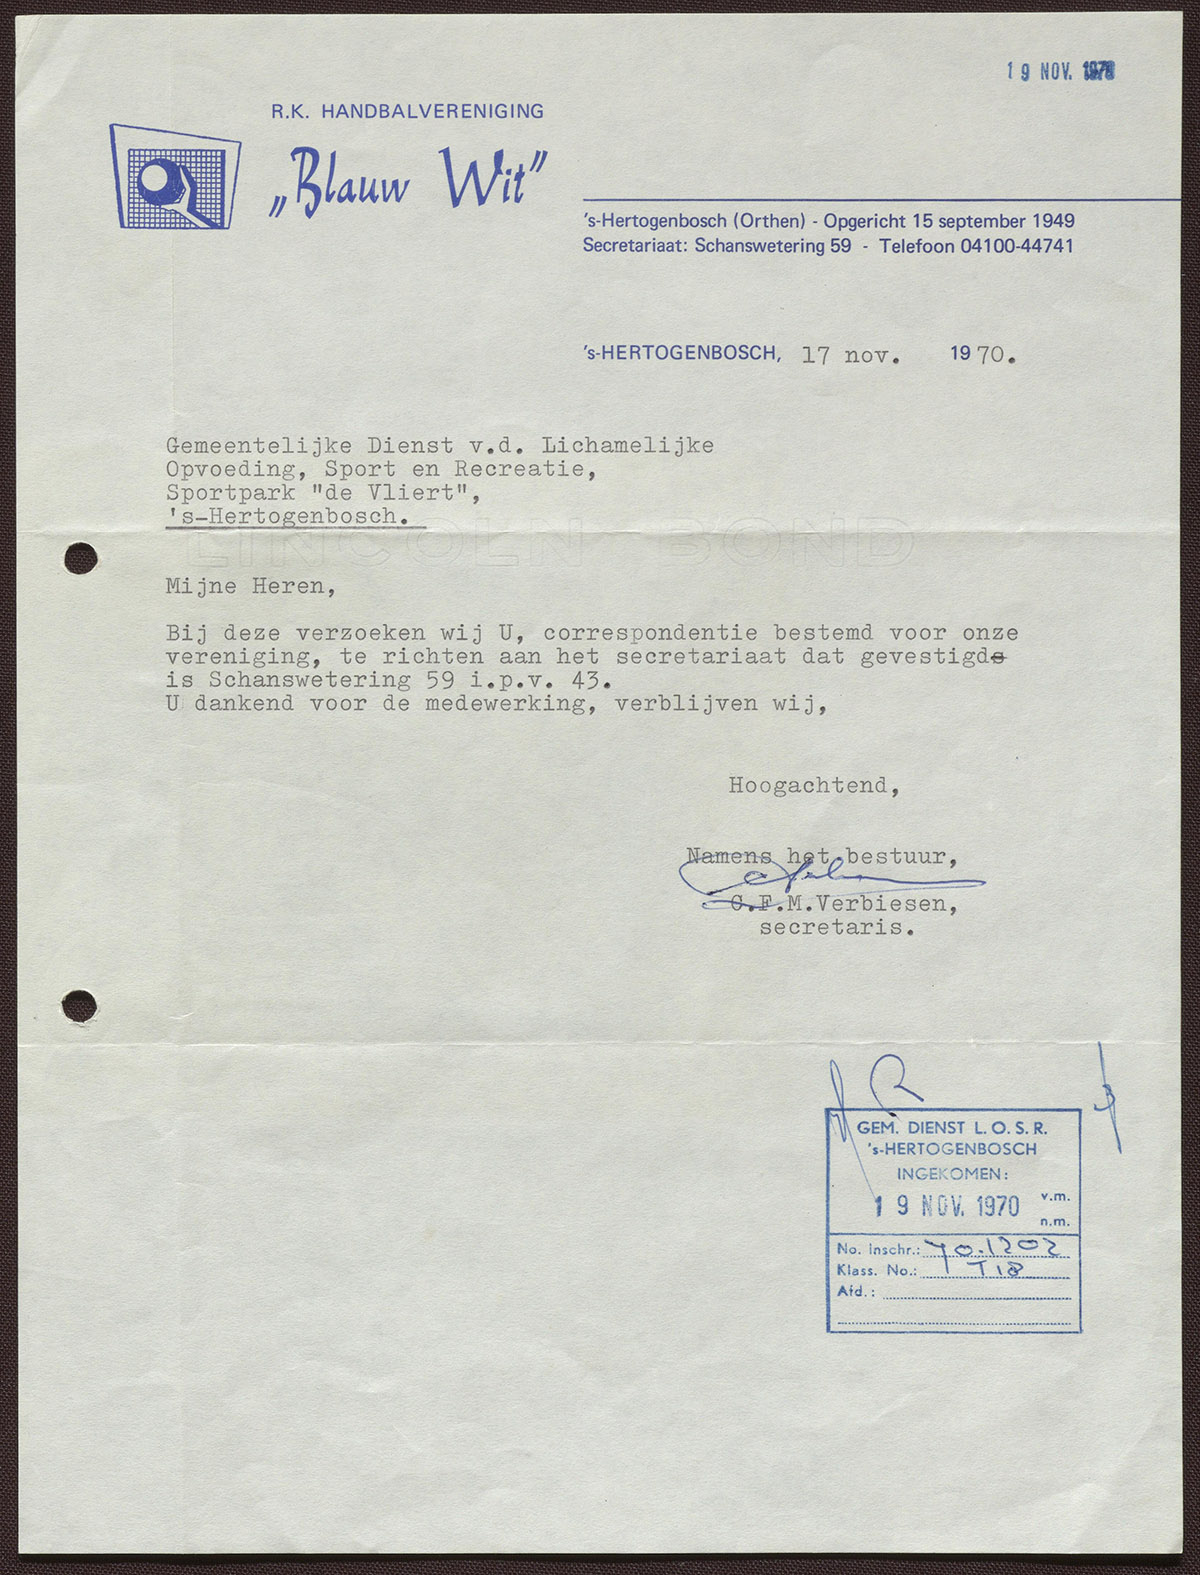 19 NOV. 1970
R.K. HANDBALVERENIGING
„Blauw Wit”
's-Hertogenbosch (Orthen) - Opgericht 15 september 1949
Secretariaat: Schanswetering 59 - Telefoon 04100-44741
's-HERTOGENBOSCH, 17 nov. 1970.
Gemeentelijke Dienst v.d. Lichamelijke
Opvoeding, Sport en Recreatie,
Sportpark "de Vliert",
's-Hertogenbosch.
LINCOLN BOND
Mijne Heren,
Bij deze verzoeken wij U, correspondentie bestemd voor onze
vereniging, te richten aan het secretariaat dat gevestigd
is Schanswetering 59 i.p.v. 43.
U dankend voor de medewerking, verblijven wij,
Hoogachtend,
Namens het bestuur,
C.F.M.Verbiesen,
secretaris.
GEM. DIENST L.O.S.R.
's-HERTOGENBOSCH
INGEKOMEN:
19 NOV. 1970 v.m.
n.m.
No. Inschr.: 70.1202
Klass. No.: T18
Afd.: